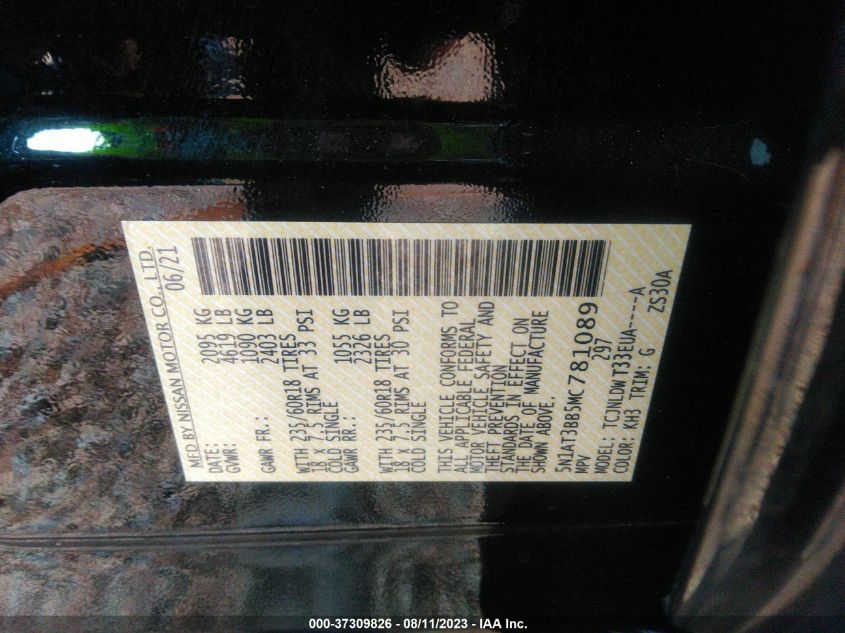 MFD BY NISSAN MOTOR CO., LTD.
DATE: 06/21
GVWR: 2095 KG
4619 LB
GAWR FR.: 1090 KG
2403 LB
WITH 235/60R18 TIRES
18 X 7.5 RIMS AT 33 PSI
COLD SINGLE
GAWR RR.: 1055 KG
2326 LB
WITH 235/60R18 TIRES
18 X 7.5 RIMS AT 30 PSI
COLD SINGLE
THIS VEHICLE CONFORMS TO
ALL APPLICABLE FEDERAL
MOTOR VEHICLE SAFETY AND
THEFT PREVENTION
STANDARDS IN EFFECT ON
THE DATE OF MANUFACTURE
SHOWN ABOVE.
5N1AT3BB5MC781089
MPV 297
MODEL: TCINLDW T33EUA----A
COLOR: KH3 TRIM: G ZS30A
000-37309826 - 08/11/2023 - IAA Inc.